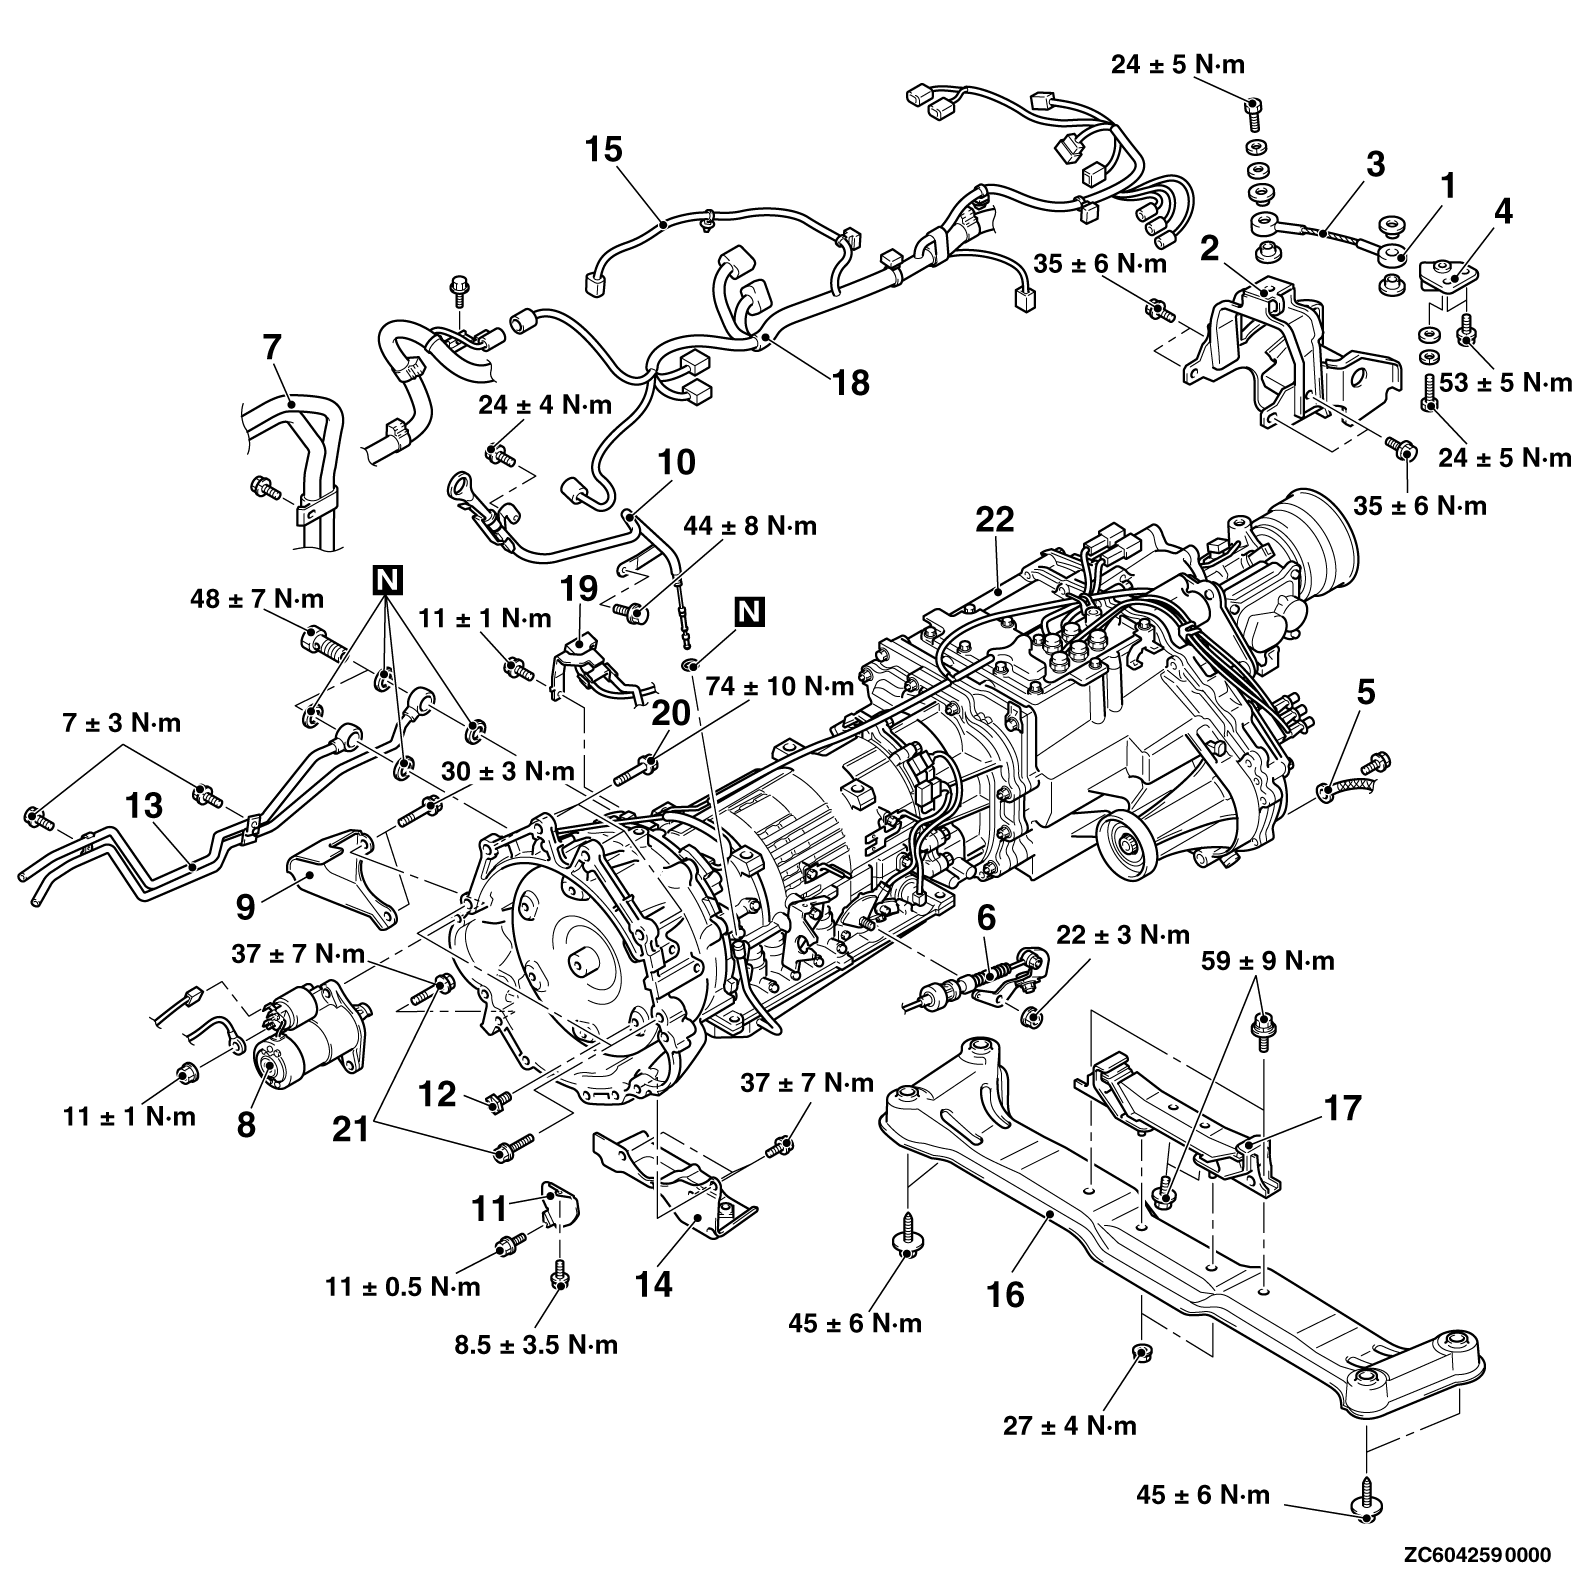 24 ± 5 N·m
15
3
1
4
2
35 ± 6 N·m
7
18
53 ± 5 N·m
24 ± 4 N·m
24 ± 5 N·m
10
35 ± 6 N·m
44 ± 8 N·m
22
N
19
48 ± 7 N·m
11 ± 1 N·m
N
74 ± 10 N·m
5
20
7 ± 3 N·m
30 ± 3 N·m
13
9
6
22 ± 3 N·m
37 ± 7 N·m
59 ± 9 N·m
12
37 ± 7 N·m
11 ± 1 N·m
8
21
17
11
14
16
11 ± 0.5 N·m
45 ± 6 N·m
8.5 ± 3.5 N·m
27 ± 4 N·m
45 ± 6 N·m
ZC6042590000